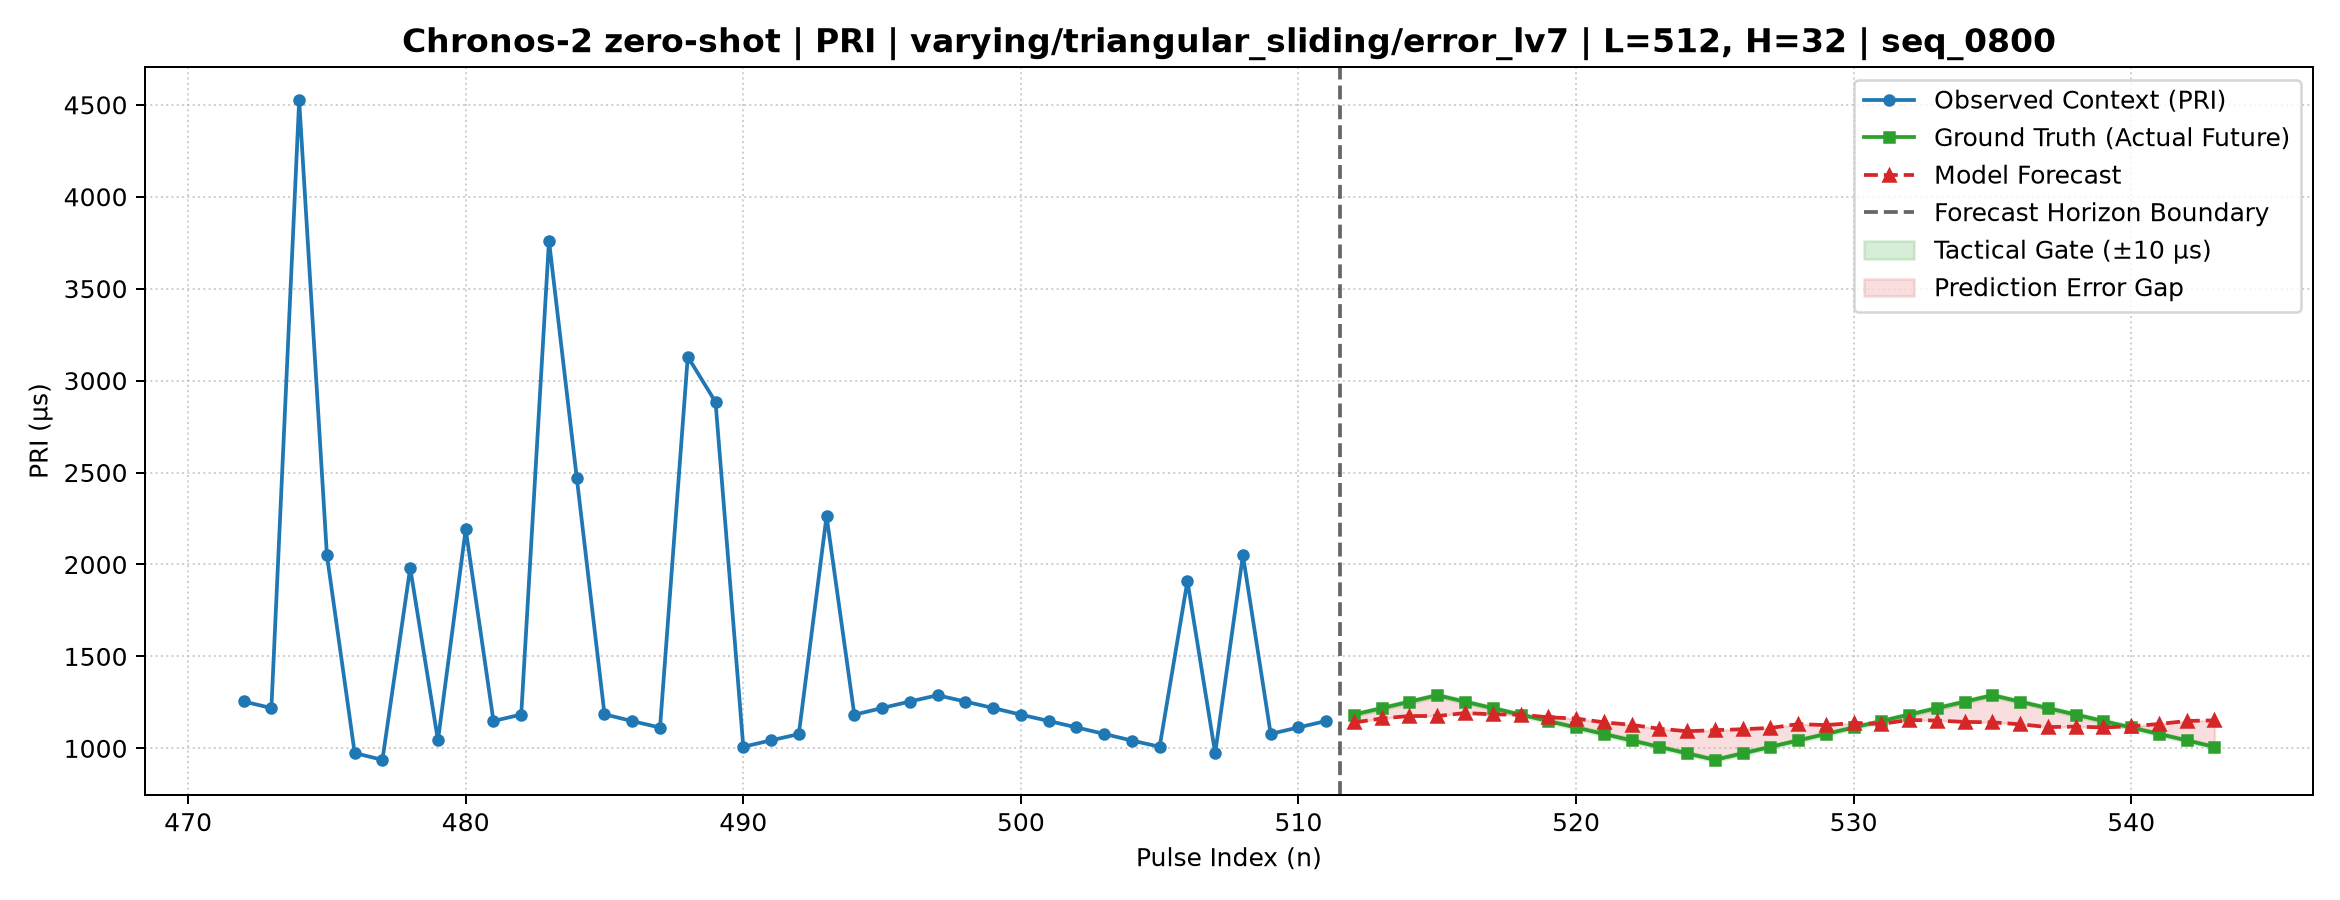 Chronos-2 zero-shot | PRI | varying/triangular_sliding/error_lv7 | L=512, H=32 | seq_0800
Observed Context (PRI)
Ground Truth (Actual Future)
Model Forecast
Forecast Horizon Boundary
Tactical Gate (±10 µs)
Prediction Error Gap
PRI (µs)
4500
4000
3500
3000
2500
2000
1500
1000
470 480 490 500 510 520 530 540
Pulse Index (n)